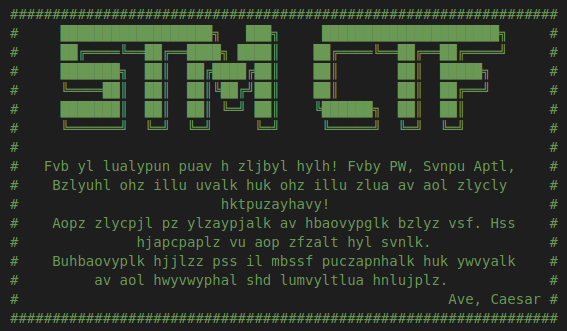 STM CTF
Fvb yl lualypun puav h zljbyl hylh! Fvby PW, Svnpu Aptl,
Bzlyuhl ohz illu uvalk huk ohz illu zlua av aol zlycly
hktpuzayhavy!
Aopz zlycpjl pz ylzaypjalk av hbaovypglk bzlyz vsf. Hss
hjapcpaplz vu aop zfzalt hyl svnlk.
Buhbaovyplk hjjlzz pss il mbssf puczapnhalk huk ywvyalk
av aol hwyvwyphal shd lumvyltlua hnlujplz.
Ave, Caesar